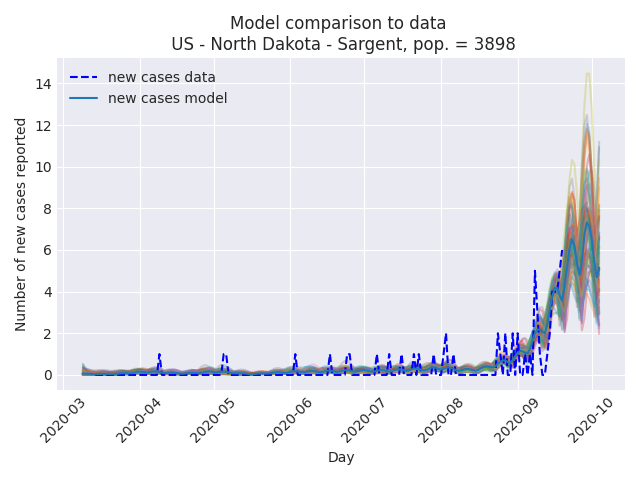 Model comparison to data
US - North Dakota - Sargent, pop. = 3898
new cases data
new cases model
Number of new cases reported
14
12
10
8
6
4
2
0
2020-03
2020-04
2020-05
2020-06
2020-07
2020-08
2020-09
2020-10
Day